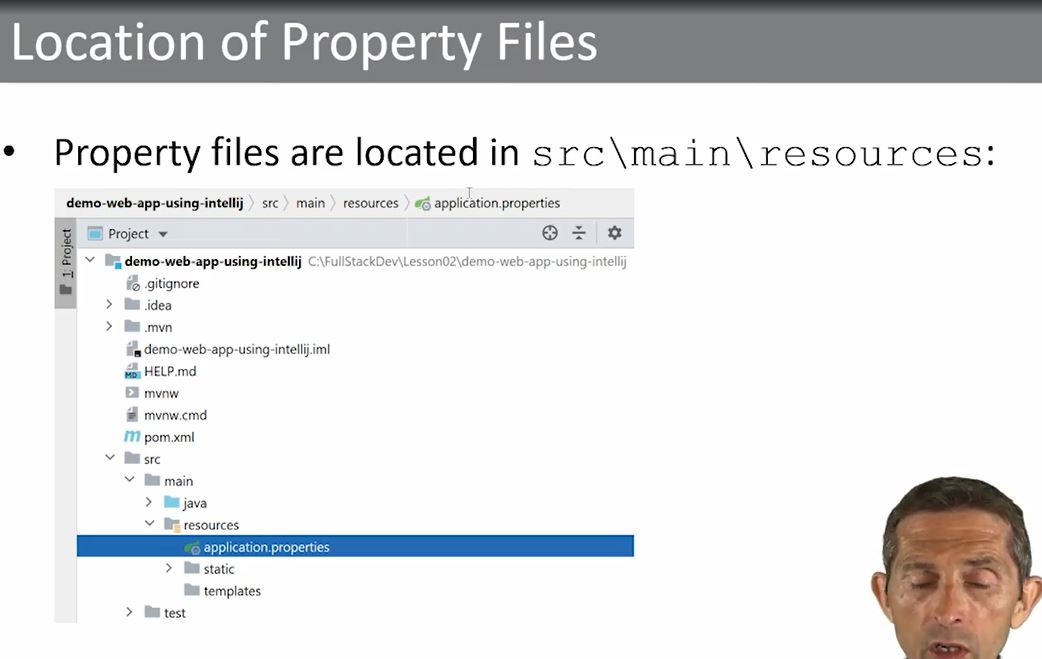 Location of Property Files
• Property files are located in src\main\resources:
demo-web-app-using-intellij 〉 src 〉 main 〉 resources 〉 application.properties
1: Project
Project
demo-web-app-using-intellij C:\FullStackDev\Lesson02\demo-web-app-using-intellij
.gitignore
.idea
.mvn
demo-web-app-using-intellij.iml
MD HELP.md
mvnw
mvnw.cmd
m pom.xml
src
main
java
resources
application.properties
static
templates
test